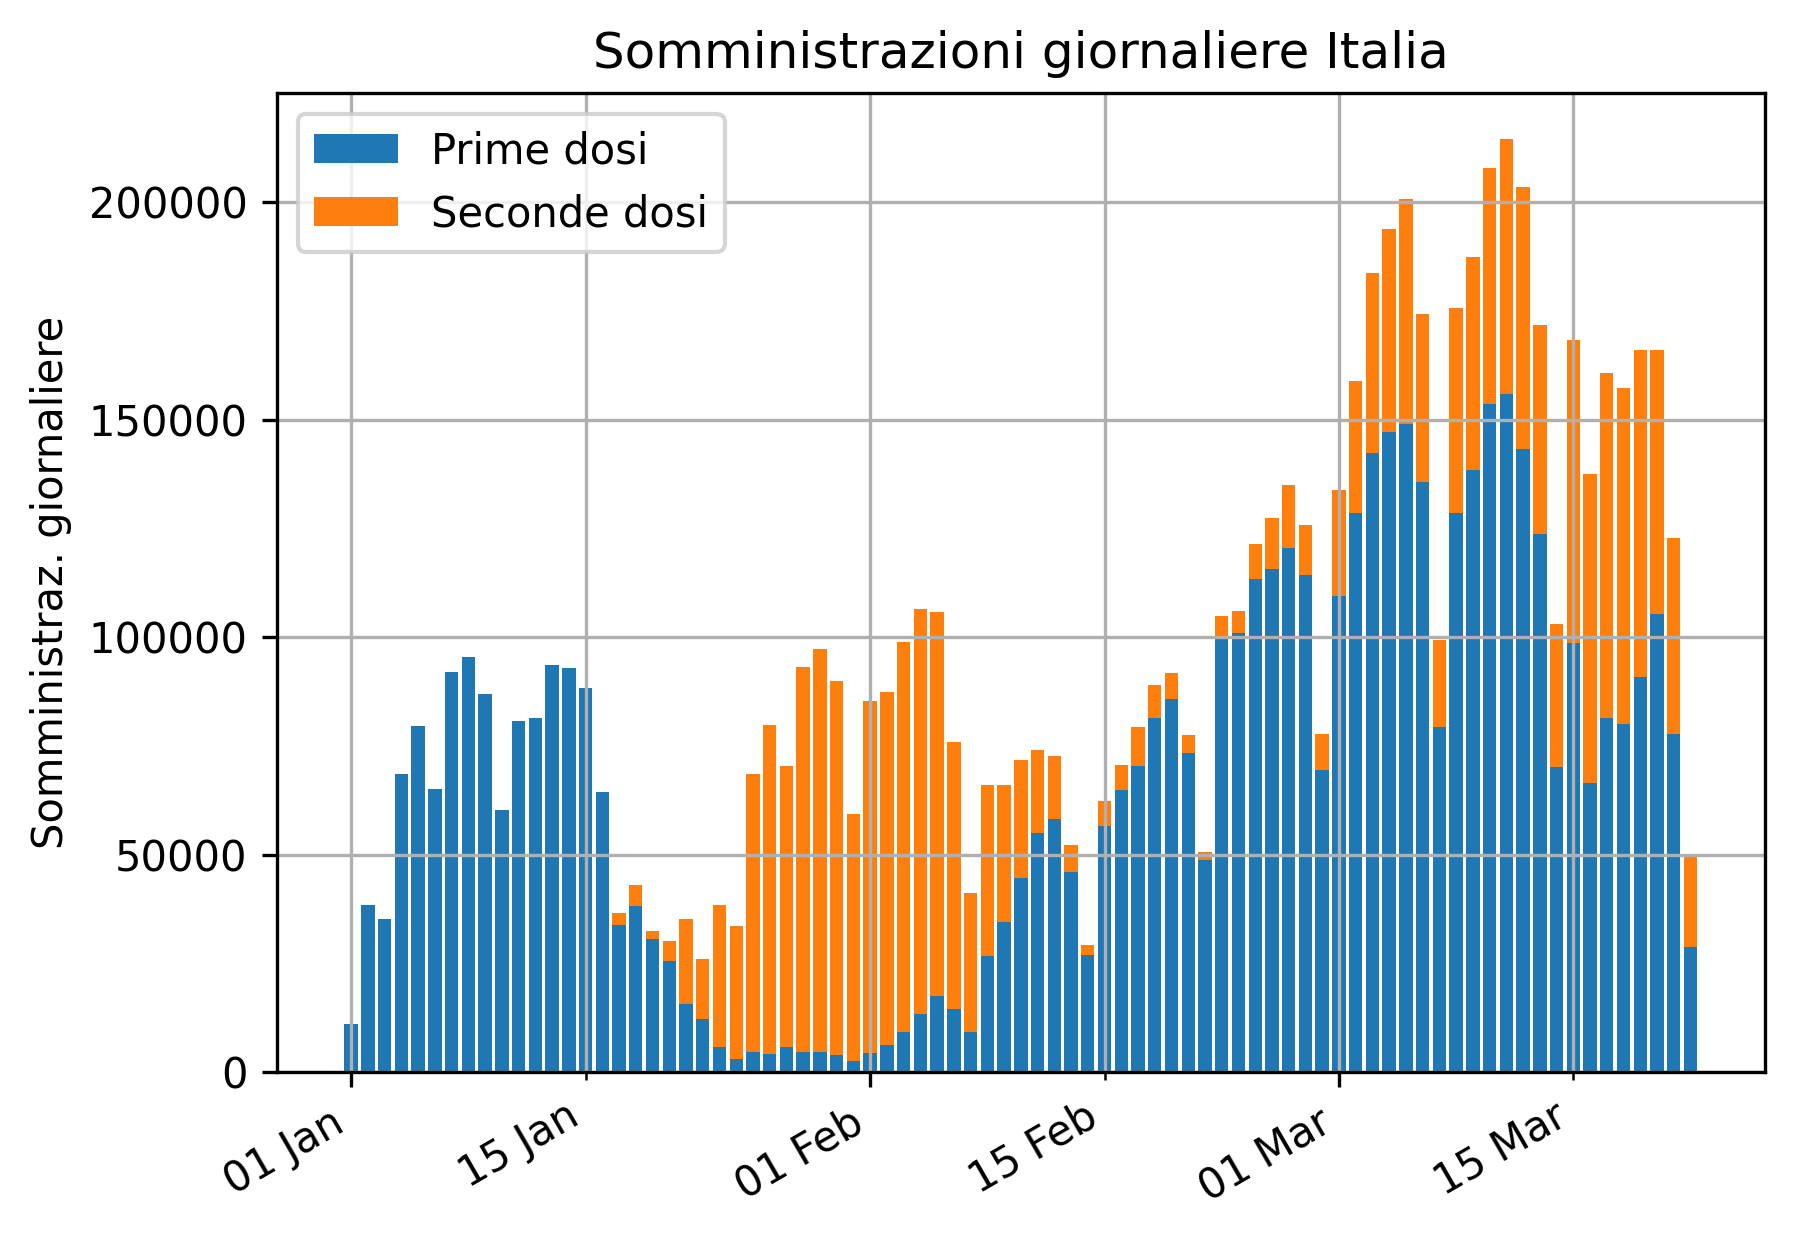 Somministrazioni giornaliere Italia
Prime dosi
Seconde dosi
Somministraz. giornaliere
200000
150000
100000
50000
0
01 Jan
15 Jan
01 Feb
15 Feb
01 Mar
15 Mar